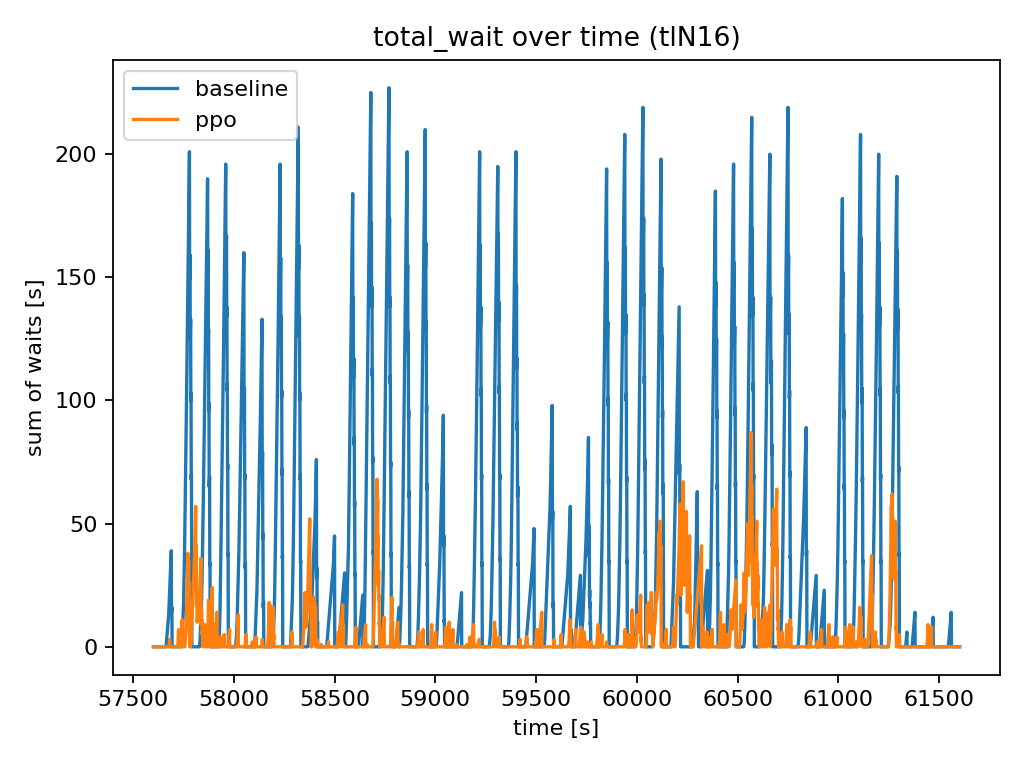 total_wait over time (tlN16)
baseline
ppo
sum of waits [s]
200
150
100
50
0
57500 58000 58500 59000 59500 60000 60500 61000 61500
time [s]